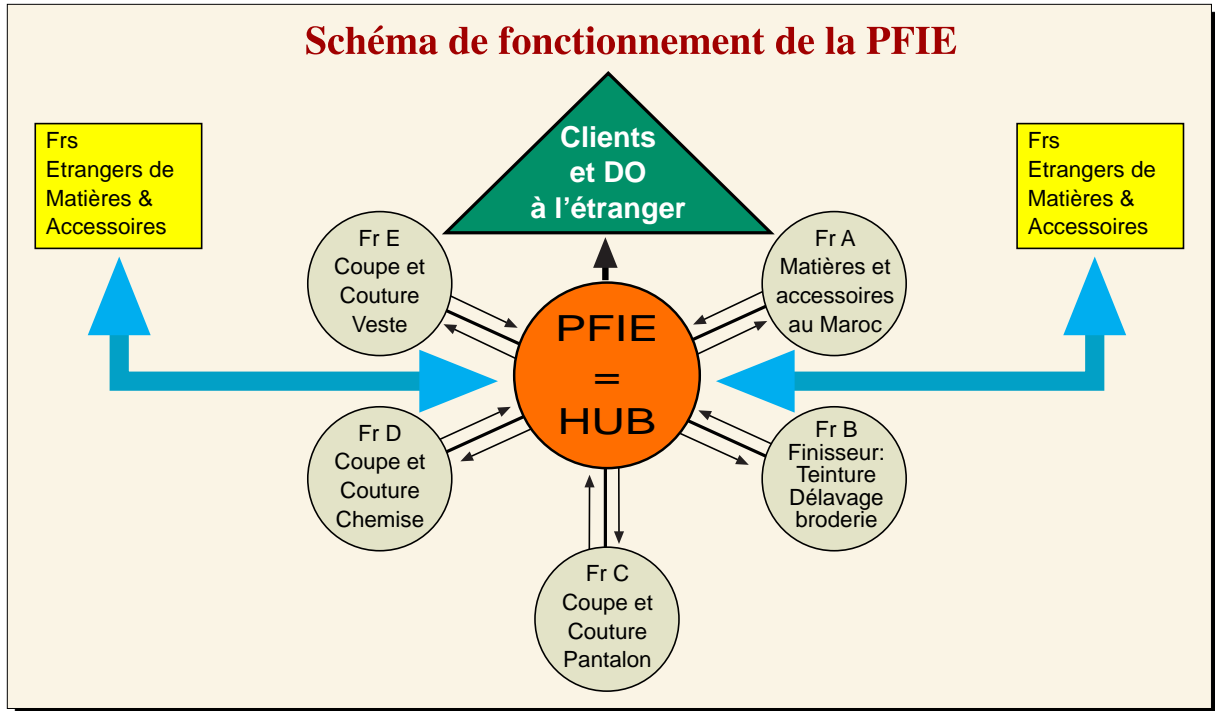 Schéma de fonctionnement de la PFIE
Clients
et DO
à l’étranger
Frs
Etrangers de
Matières &
Accessoires
Frs
Etrangers de
Matières &
Accessoires
Fr E
Coupe et
Couture
Veste
Fr A
Matières et
accessoires
au Maroc
PFIE
=
HUB
Fr D
Coupe et
Couture
Chemise
Fr B
Finisseur:
Teinture
Délavage
broderie
Fr C
Coupe et
Couture
Pantalon